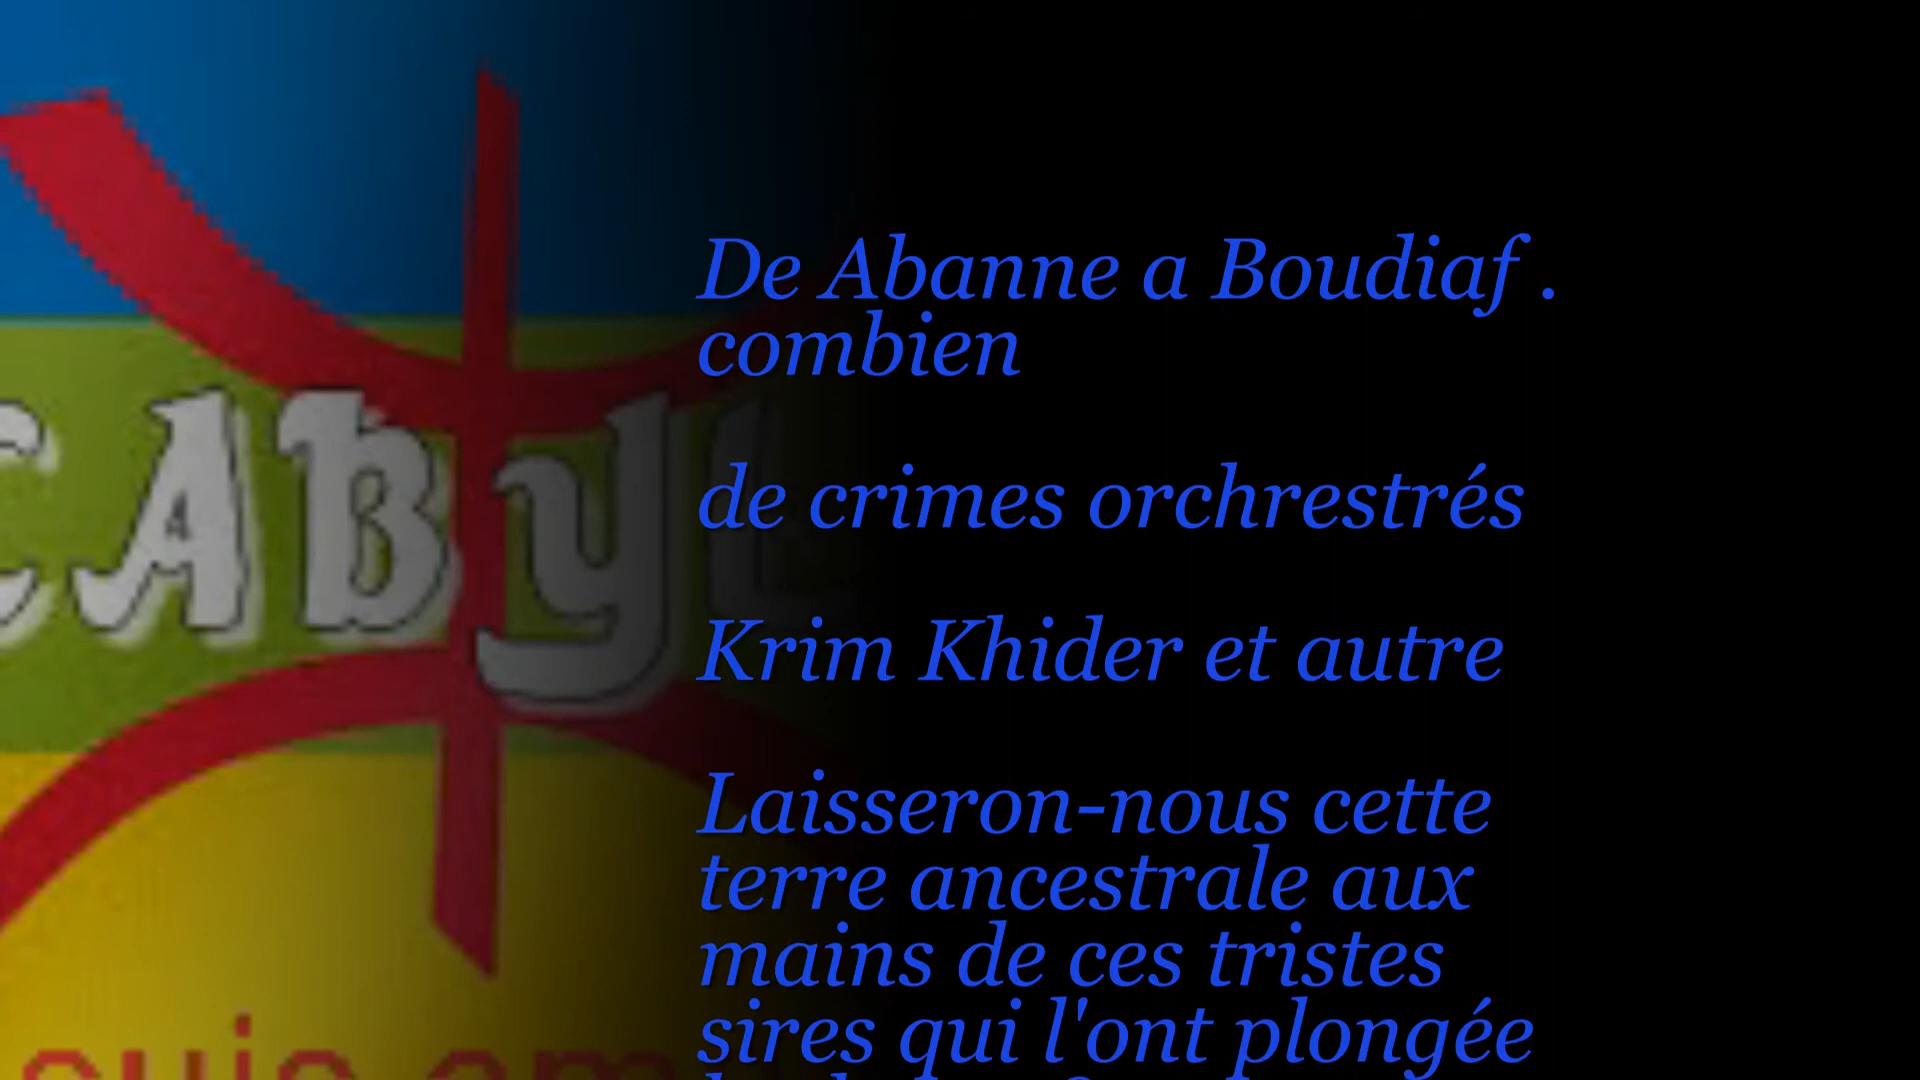 De Abanne a Boudiaf .
combien
de crimes orchrestrés
Krim Khider et autre
Laisseron-nous cette
terre ancestrale aux
mains de ces tristes
sires qui l'ont plongée
CABYL